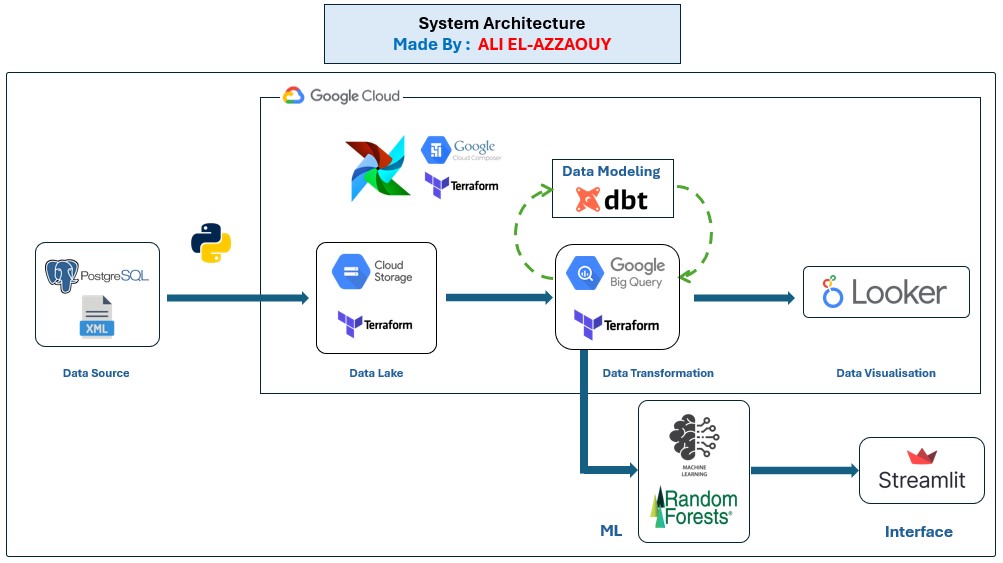 System Architecture
Made By : ALI EL-AZZAOUY
Google Cloud
Google
Cloud Composer
Terraform
Data Modeling
dbt
PostgreSQL
XML
Data Source
Cloud
Storage
Terraform
Data Lake
Google
Big Query
Terraform
Data Transformation
Looker
Data Visualisation
MACHINE
LEARNING
Random
Forests®
ML
Streamlit
Interface